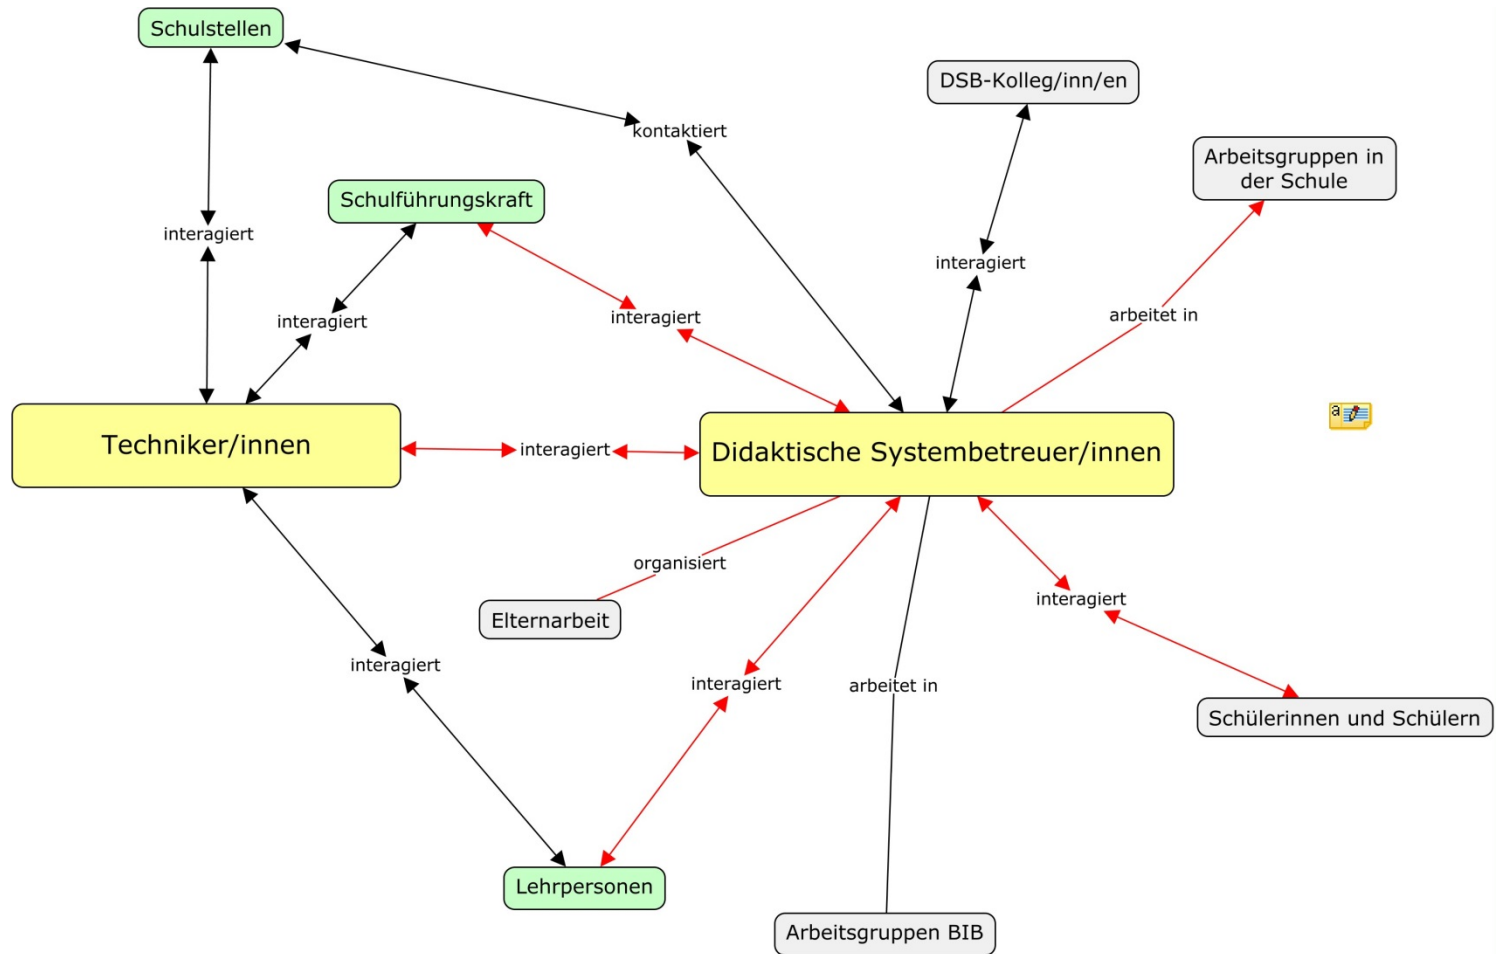 Schulstellen
DSB-Kolleg/inn/en
kontaktiert
Arbeitsgruppen in
der Schule
Schulführungskraft
interagiert
interagiert
interagiert
interagiert
arbeitet in
Techniker/innen
interagiert
Didaktische Systembetreuer/innen
a
organisiert
Elternarbeit
interagiert
interagiert
interagiert
arbeitet in
Schülerinnen und Schülern
Lehrpersonen
Arbeitsgruppen BIB